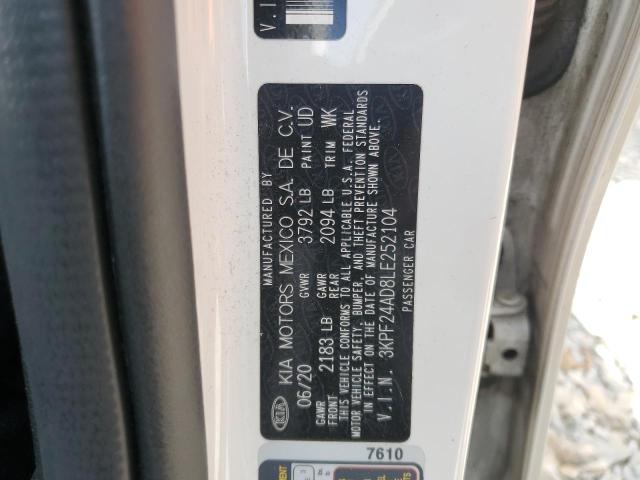 V.I.N
MANUFACTURED BY
KIA KIA MOTORS MEXICO S.A. DE C.V.
06/20 GVWR 3792 LB PAINT UD
GAWR FRONT 2183 LB GAWR REAR 2094 LB TRIM WK
THIS VEHICLE CONFORMS TO ALL APPLICABLE U.S.A. FEDERAL
MOTOR VEHICLE SAFETY, BUMPER, AND THEFT PREVENTION STANDARDS
IN EFFECT ON THE DATE OF MANUFACTURE SHOWN ABOVE.
V.I.N. 3KPF24AD8LE252104
PASSENGER CAR
7610